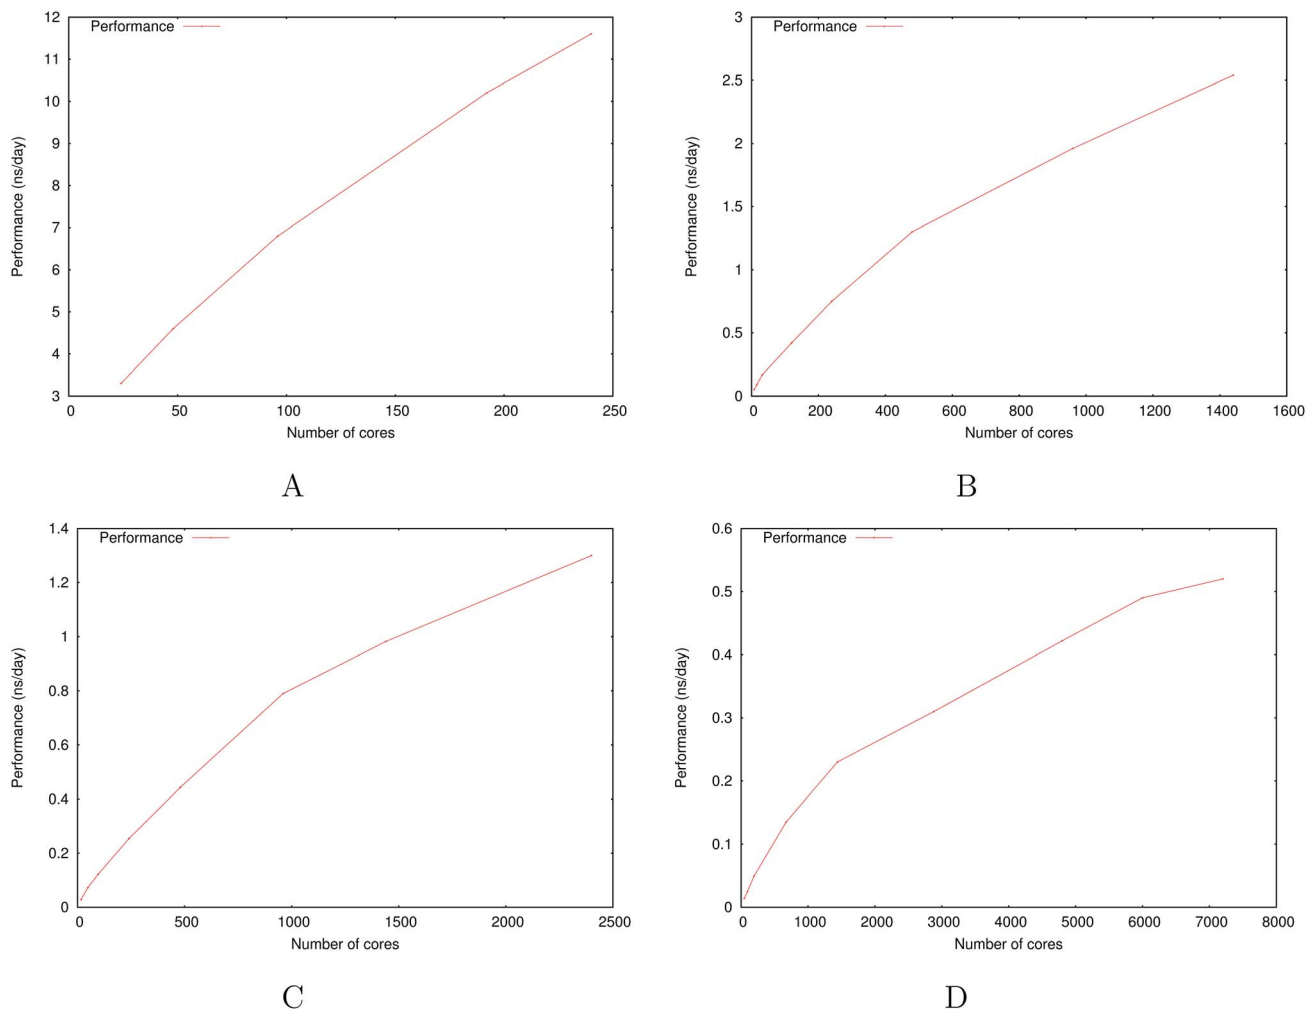 Performance
12
11
10
9
8
7
6
5
4
3
Performance (ns/day)
0 50 100 150 200 250
Number of cores
A
Performance
3
2.5
2
1.5
1
0.5
0
Performance (ns/day)
0 200 400 600 800 1000 1200 1400 1600
Number of cores
B
Performance
1.4
1.2
1
0.8
0.6
0.4
0.2
0
Performance (ns/day)
0 500 1000 1500 2000 2500
Number of cores
C
Performance
0.6
0.5
0.4
0.3
0.2
0.1
0
Performance (ns/day)
0 1000 2000 3000 4000 5000 6000 7000 8000
Number of cores
D